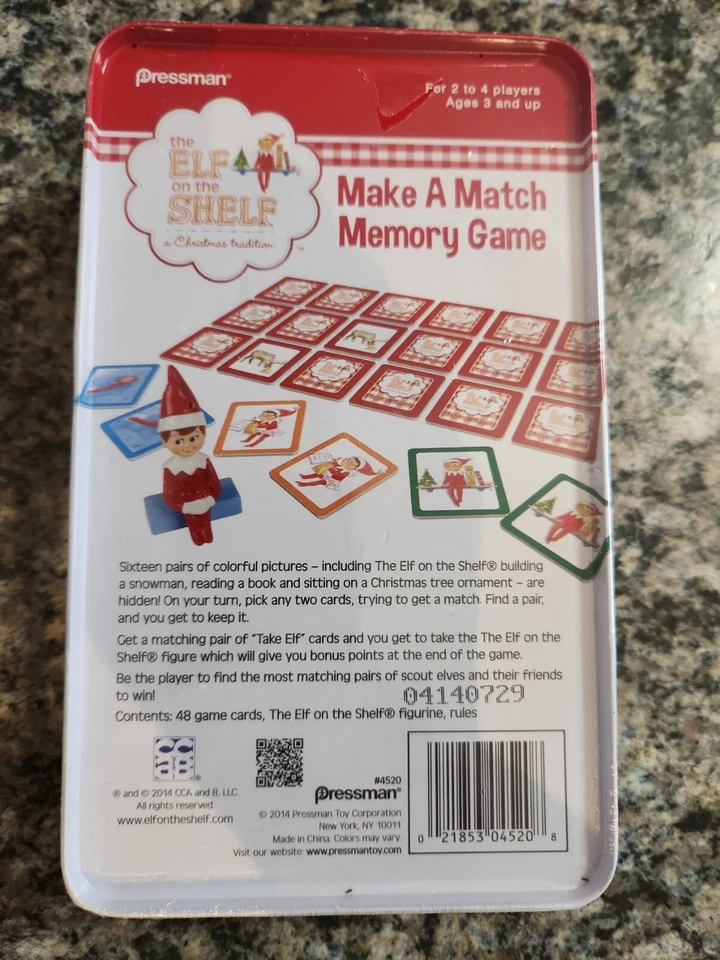 Pressman®
For 2 to 4 players
Ages 3 and up
the
ELF
on the
SHELF
a Christmas tradition™
Make A Match
Memory Game
Sixteen pairs of colorful pictures – including The Elf on the Shelf® building
a snowman, reading a book and sitting on a Christmas tree ornament – are
hidden! On your turn, pick any two cards, trying to get a match. Find a pair,
and you get to keep it.
Get a matching pair of "Take Elf" cards and you get to take the The Elf on the
Shelf® figure which will give you bonus points at the end of the game.
Be the player to find the most matching pairs of scout elves and their friends
to win!
04140729
Contents: 48 game cards, The Elf on the Shelf® figurine, rules
® and © 2014 CCA and B, LLC.
All rights reserved.
www.elfontheshelf.com
#4520
Pressman®
© 2014 Pressman Toy Corporation
New York, NY 10011
Made in China. Colors may vary.
Visit our website: www.pressmantoy.com
0 21853 04520 8